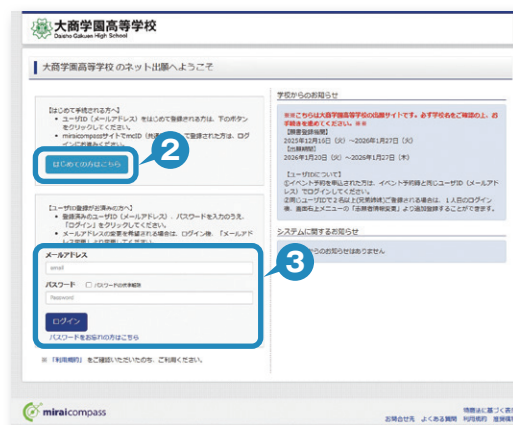 大商学園高等学校
Daisho Gakuen High School
大商学園高等学校 のネット出願へようこそ
【はじめて手続される方へ】
• ユーザID（メールアドレス）をはじめて登録される方は、下のボタン
をクリックしてください。
• miraicompassサイトでmcID（共通 て登録された方は、ログ
インにお進みください。
はじめての方はこちら
2
【ユーザID登録がお済みの方へ】
• 登録済みのユーザID（メールアドレス）、パスワードを入力のうえ、
「ログイン」をクリックしてください。
• メールアドレスの変更を希望される場合は、ログイン後、「メールアド
レス変更」より変更してください。
メールアドレス
email
パスワード パスワードの伏字解除
Password
ログイン
パスワードをお忘れの方はこちら
3
※ 「利用規約」 をご確認いただいたのち、ご利用ください。
学校からのお知らせ
※※こちらは大商学園高等学校の出願サイトです。必ず学校名をご確認の上、お
手続きを進めてください。※※
【願書登録期間】
2025年12月16日（火）～2026年1月27日（火）
【出願期間】
2026年1月20日（火）～2026年1月27日（木）
【ユーザIDについて】
①イベント予約を申込された方は、イベント予約時と同じユーザID（メールアド
レス）でログインしてください。
②同じユーザIDで2名以上(兄弟姉妹)ご登録される場合は、１人目のログイン
後、画面右上メニューの「志願者情報変更」より追加登録することができます。
システムに関するお知らせ
からのお知らせはありません
miraicompass
お問合せ先 よくある質問 利用規約 推奨環
特商法に基づく表